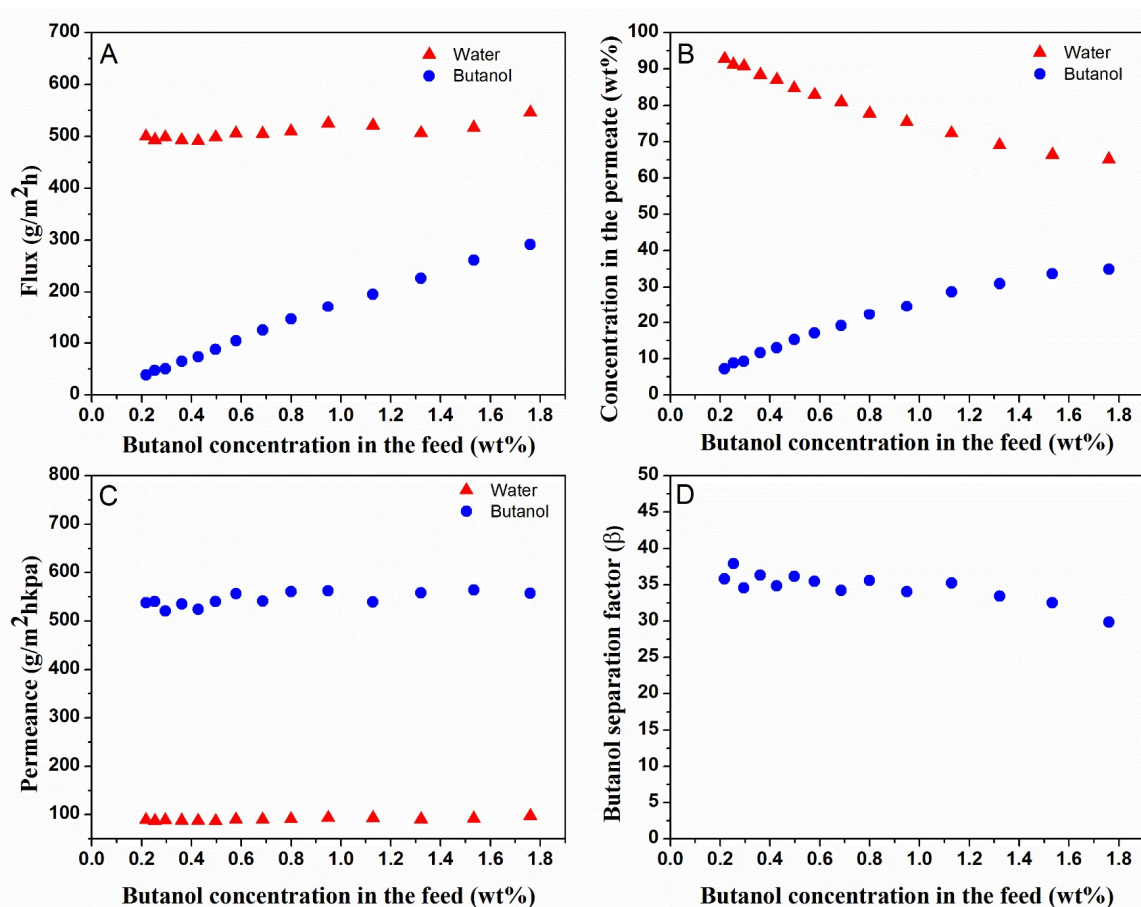 A
Water
Butanol
700
600
500
400
300
200
100
0
0.0 0.2 0.4 0.6 0.8 1.0 1.2 1.4 1.6 1.8
Flux (g/m²h)
Butanol concentration in the feed (wt%)
B
Water
Butanol
100
90
80
70
60
50
40
30
20
10
0
0.0 0.2 0.4 0.6 0.8 1.0 1.2 1.4 1.6 1.8
Concentration in the permeate (wt%)
Butanol concentration in the feed (wt%)
C
Water
Butanol
800
700
600
500
400
300
200
100
0.0 0.2 0.4 0.6 0.8 1.0 1.2 1.4 1.6 1.8
Permeance (g/m²hkpa)
Butanol concentration in the feed (wt%)
D
50
45
40
35
30
25
20
15
10
5
0
0.0 0.2 0.4 0.6 0.8 1.0 1.2 1.4 1.6 1.8
Butanol separation factor (β)
Butanol concentration in the feed (wt%)